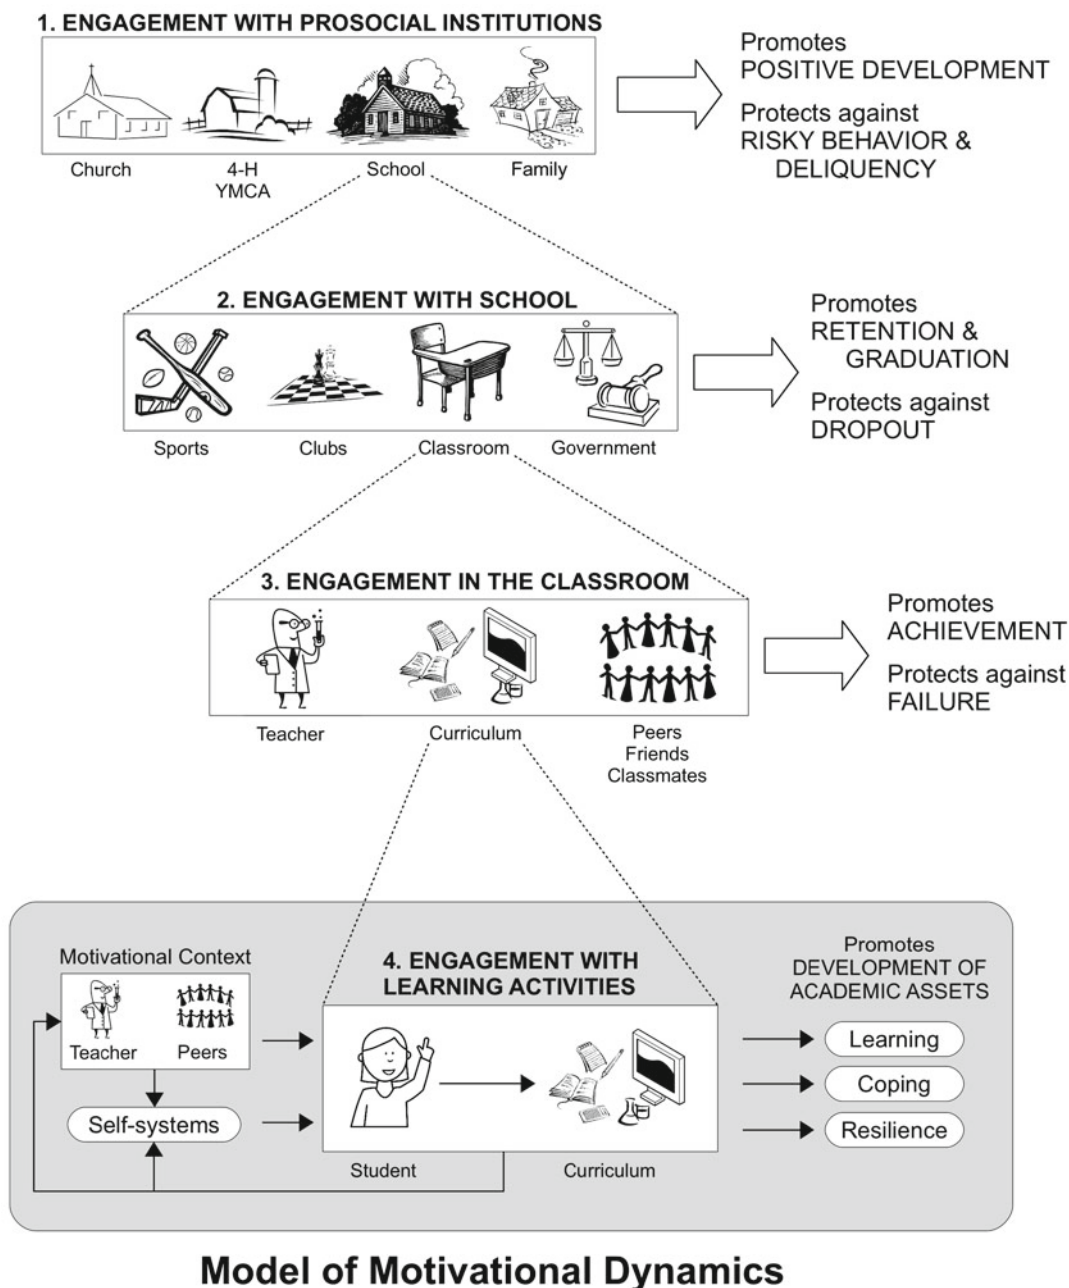 1. ENGAGEMENT WITH PROSOCIAL INSTITUTIONS
Church
4-H
YMCA
School
Family
Promotes
POSITIVE DEVELOPMENT
Protects against
RISKY BEHAVIOR &
DELIQUENCY
2. ENGAGEMENT WITH SCHOOL
Sports
Clubs
Classroom
Government
Promotes
RETENTION &
GRADUATION
Protects against
DROPOUT
3. ENGAGEMENT IN THE CLASSROOM
Teacher
Curriculum
Peers
Friends
Classmates
Promotes
ACHIEVEMENT
Protects against
FAILURE
Motivational Context
Teacher
Peers
Self-systems
4. ENGAGEMENT WITH
LEARNING ACTIVITIES
Student
Curriculum
Promotes
DEVELOPMENT OF
ACADEMIC ASSETS
Learning
Coping
Resilience
Model of Motivational Dynamics